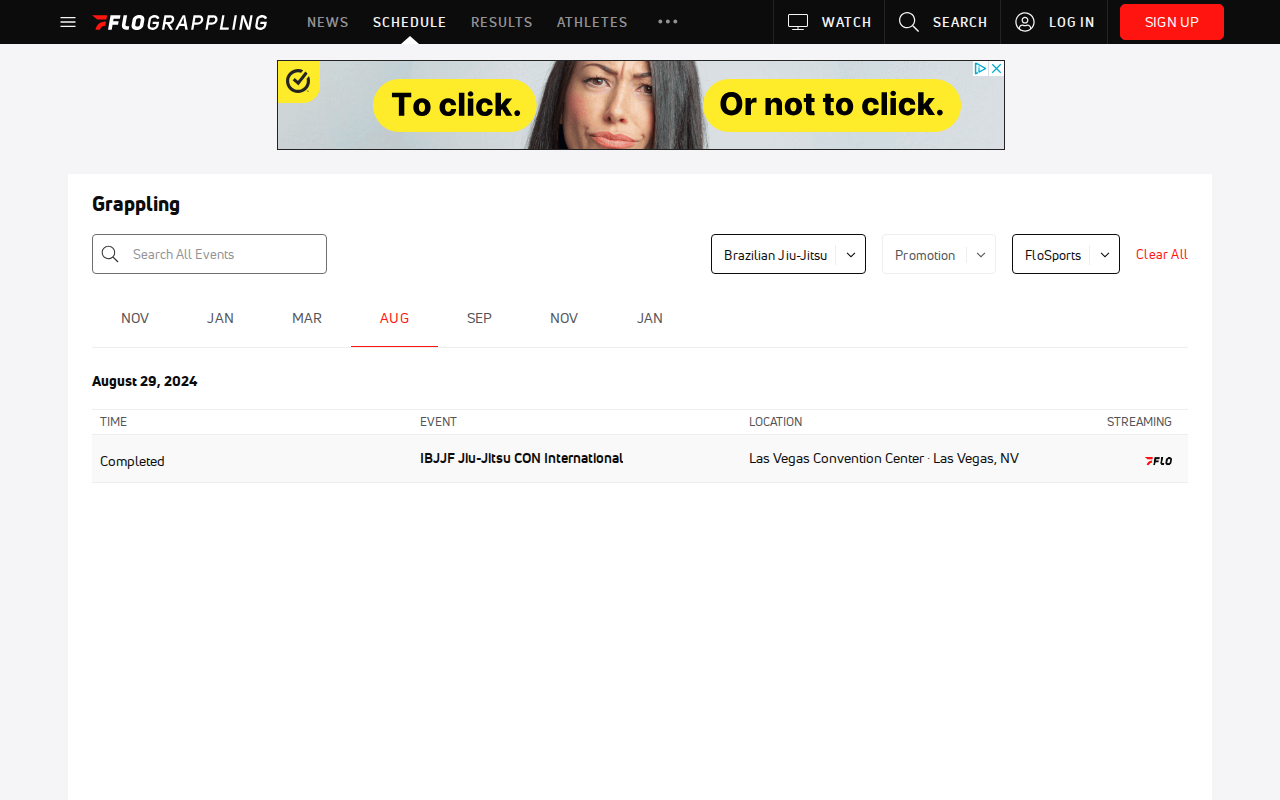 FLOGRAPPLING NEWS SCHEDULE RESULTS ATHLETES WATCH SEARCH LOG IN SIGN UP
To click. Or not to click.
Grappling
Search All Events Brazilian Jiu-Jitsu Promotion FloSports Clear All
NOV JAN MAR AUG SEP NOV JAN
August 29, 2024
TIME EVENT LOCATION STREAMING
Completed IBJJF Jiu-Jitsu CON International Las Vegas Convention Center · Las Vegas, NV FLO